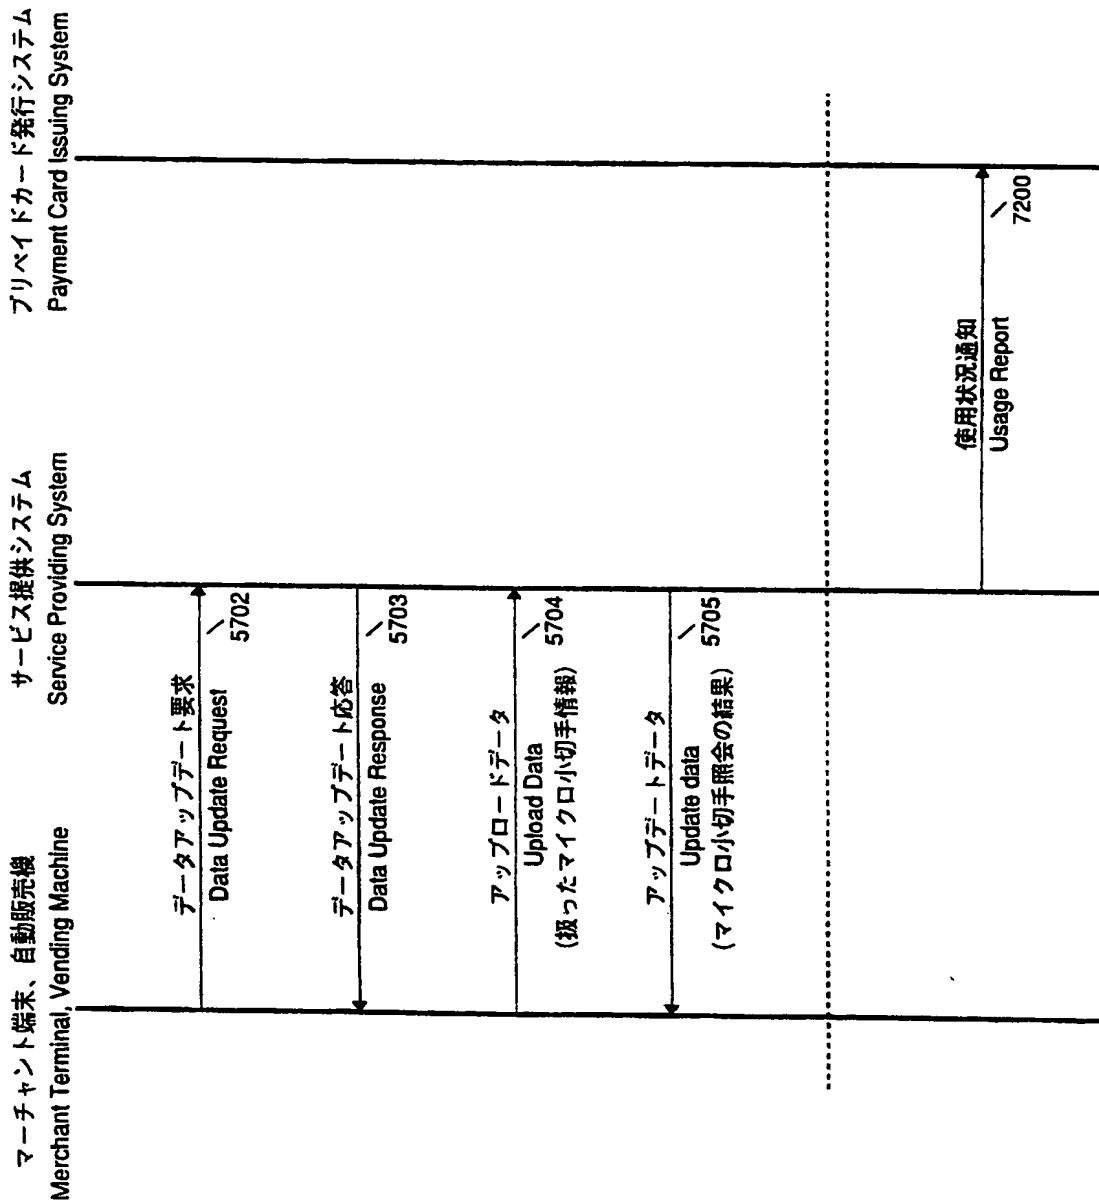 マーチャント端末、自動販売機
Merchant Terminal, Vending Machine
サービス提供システム
Service Providing System
プリペイドカード発行システム
Payment Card Issuing System
データアップデート要求
Data Update Request
5702
データアップデート応答
Data Update Response
5703
アップロードデータ
Upload Data
(扱ったマイクロ小切手情報)
5704
アップデートデータ
Update data
(マイクロ小切手照会の結果)
5705
使用状況通知
Usage Report
7200